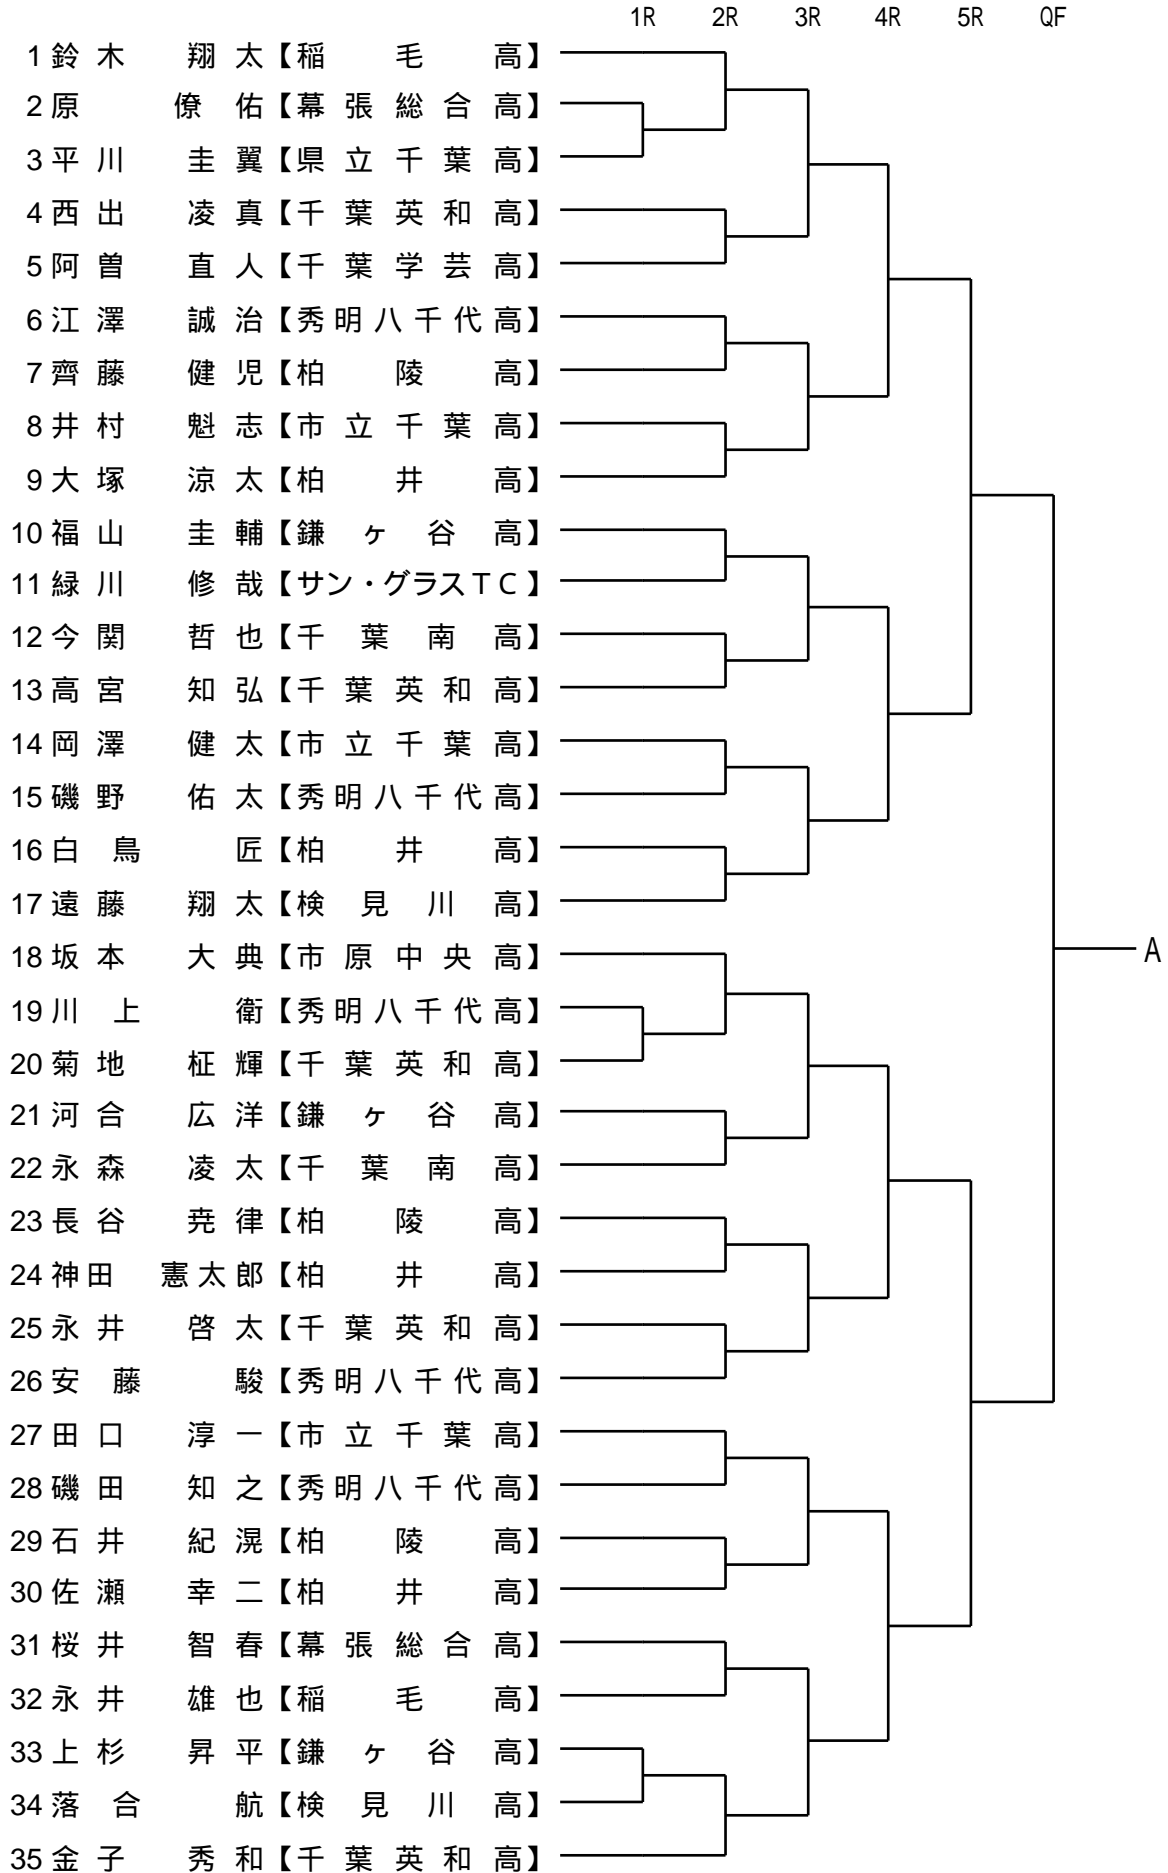 1R 2R 3R 4R 5R QF
1 鈴木 翔太【稲毛高】
2 原 僚佑【幕張総合高】
3 平川 圭翼【県立千葉高】
4 西出 凌真【千葉英和高】
5 阿曽 直人【千葉学芸高】
6 江澤 誠治【秀明八千代高】
7 齊藤 健児【柏陵高】
8 井村 魁志【市立千葉高】
9 大塚 涼太【柏井高】
10 福山 圭輔【鎌ヶ谷高】
11 緑川 修哉【サン・グラスTC】
12 今関 哲也【千葉南高】
13 高宮 知弘【千葉英和高】
14 岡澤 健太【市立千葉高】
15 磯野 佑太【秀明八千代高】
16 白鳥 匠【柏井高】
17 遠藤 翔太【検見川高】
18 坂本 大典【市原中央高】
A
19 川上 衛【秀明八千代高】
20 菊地 柾輝【千葉英和高】
21 河合 広洋【鎌ヶ谷高】
22 永森 凌太【千葉南高】
23 長谷 尭律【柏陵高】
24 神田 憲太郎【柏井高】
25 永井 啓太【千葉英和高】
26 安藤 駿【秀明八千代高】
27 田口 淳一【市立千葉高】
28 磯田 知之【秀明八千代高】
29 石井 紀滉【柏陵高】
30 佐瀬 幸二【柏井高】
31 桜井 智春【幕張総合高】
32 永井 雄也【稲毛高】
33 上杉 昇平【鎌ヶ谷高】
34 落合 航【検見川高】
35 金子 秀和【千葉英和高】